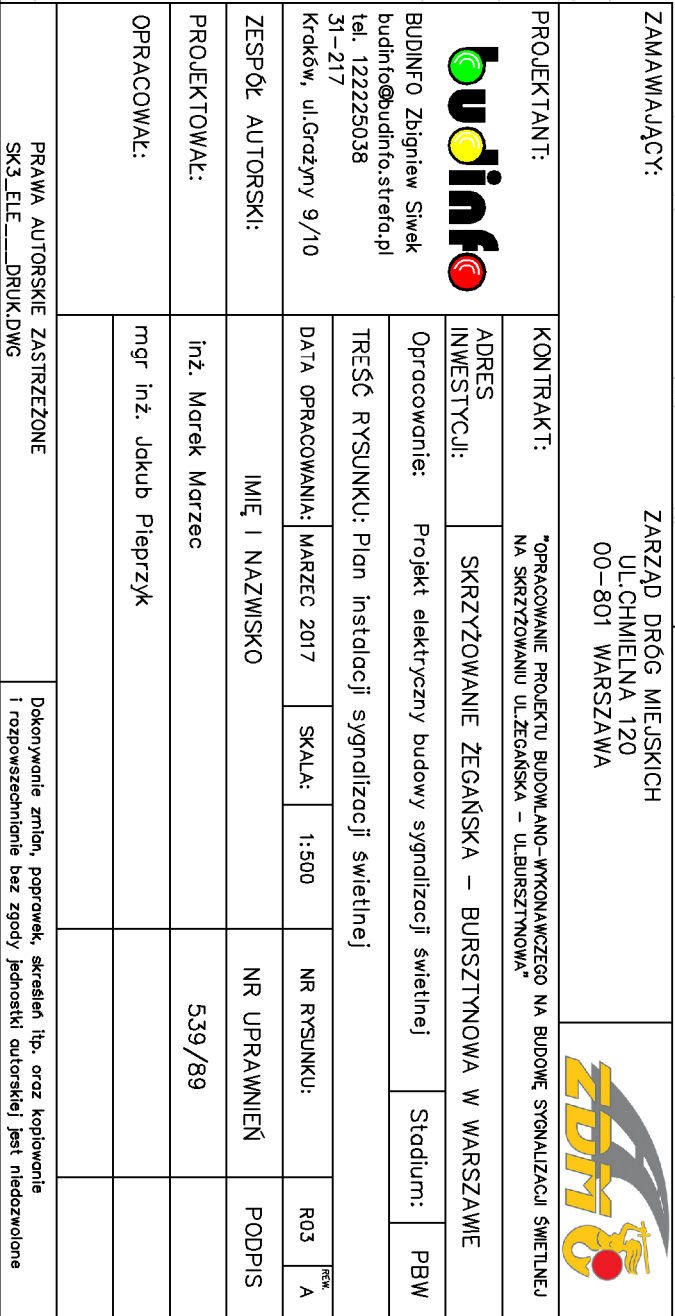 ZAMAWIAJĄCY:
ZARZĄD DRÓG MIEJSKICH
UL.CHMIELNA 120
00-801 WARSZAWA
ZDM
PROJEKTANT:
budinfo
BUDINFO Zbigniew Siwek
budinfo@budinfo.strefa.pl
tel. 122225038
31-217
Kraków, ul.Grażyny 9/10
KONTRAKT:
"OPRACOWANIE PROJEKTU BUDOWLANO-WYKONAWCZEGO NA BUDOWĘ SYGNALIZACJI ŚWIETLNEJ
NA SKRZYŻOWANIU UL.ŻEGAŃSKA - UL.BURSZTYNOWA"
ADRES
INWESTYCJI:
SKRZYŻOWANIE ŻEGAŃSKA - BURSZTYNOWA W WARSZAWIE
Opracowanie: Projekt elektryczny budowy sygnalizacji świetlnej
Stadium: PBW
TREŚĆ RYSUNKU: Plan instalacji sygnalizacji świetlnej
DATA OPRACOWANIA: MARZEC 2017 SKALA: 1:500 NR RYSUNKU: R03 REW. A
ZESPÓŁ AUTORSKI: IMIĘ I NAZWISKO NR UPRAWNIEŃ PODPIS
PROJEKTOWAŁ: inż. Marek Marzec 539/89
OPRACOWAŁ: mgr inż. Jakub Pieprzyk
PRAWA AUTORSKIE ZASTRZEŻONE
SK3_ELE___DRUK.DWG
Dokonywanie zmian, poprawek, skreśleń itp. oraz kopiowanie
i rozpowszechnianie bez zgody jednostki autorskiej jest niedozwolone